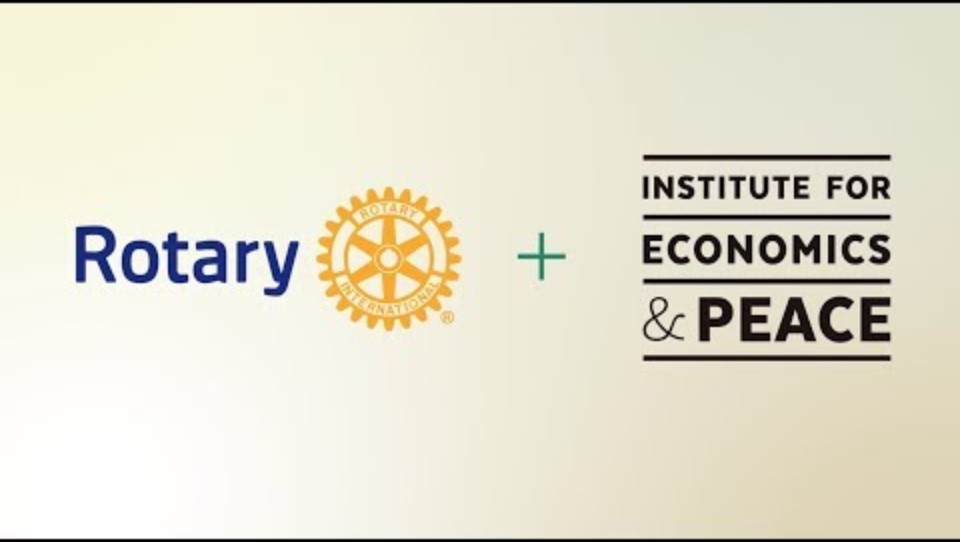 Rotary
ROTARY
INTERNATIONAL
®
+
INSTITUTE FOR
ECONOMICS
& PEACE